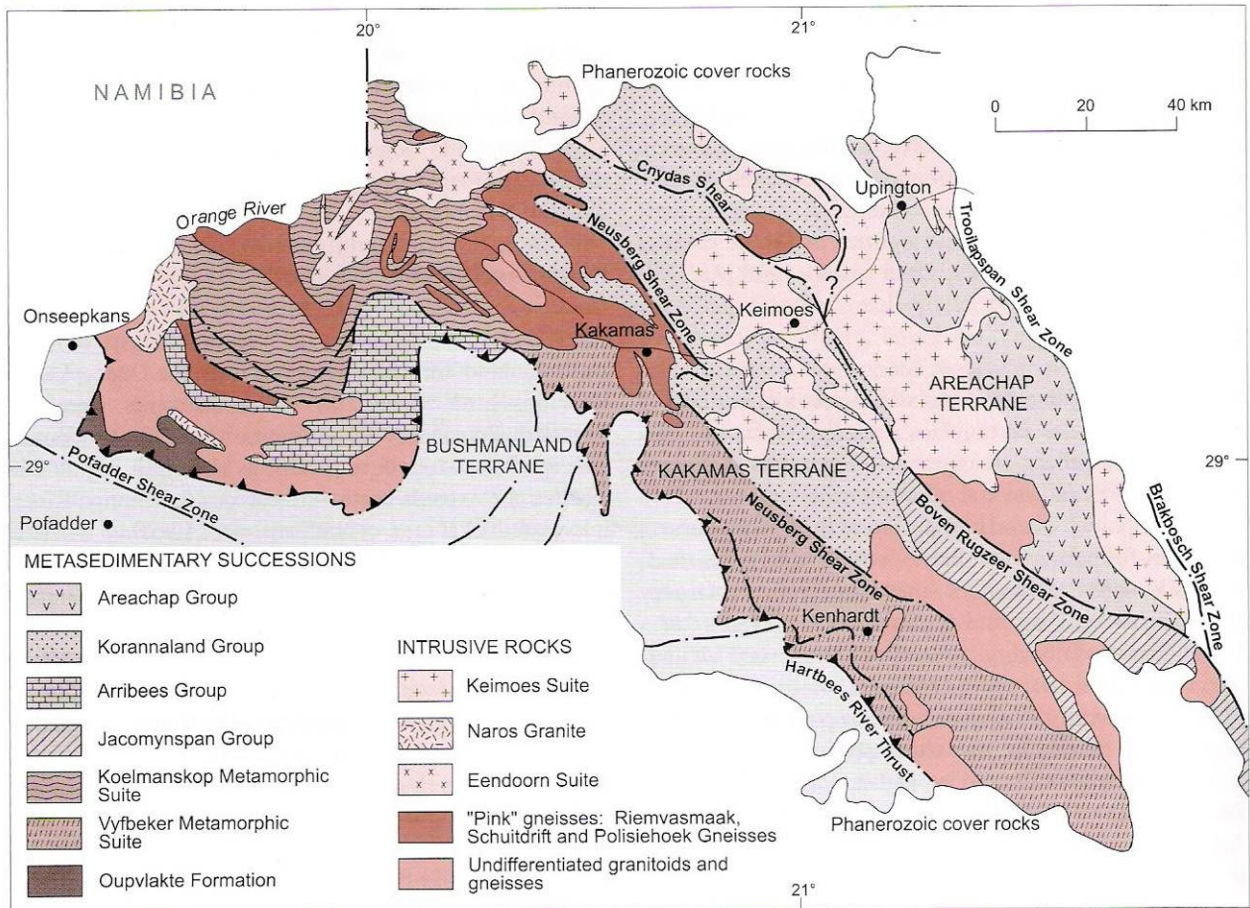 20°
21°
NAMIBIA
Phanerozoic cover rocks
0 20 40 km
Cnydas Shear
Upington
Orange River
Neusberg Shear Zone
Trooilapspan Shear Zone
?
?
Onseepkans
Kakamas
Keimoes
AREACHAP
TERRANE
BUSHMANLAND
TERRANE
KAKAMAS TERRANE
29°
29°
Pofadder Shear Zone
Pofadder
Neusberg Shear Zone
Boven Rugzeer Shear Zone
Brakbosch Shear Zone
Kenhardt
Hartbees River Thrust
Phanerozoic cover rocks
21°
METASEDIMENTARY SUCCESSIONS
Areachap Group
Korannaland Group
Arribees Group
Jacomynspan Group
Koelmanskop Metamorphic
Suite
Vyfbeker Metamorphic
Suite
Oupvlakte Formation
INTRUSIVE ROCKS
Keimoes Suite
Naros Granite
Eendoorn Suite
"Pink" gneisses: Riemvasmaak,
Schuitdrift and Polisiehoek Gneisses
Undifferentiated granitoids and
gneisses